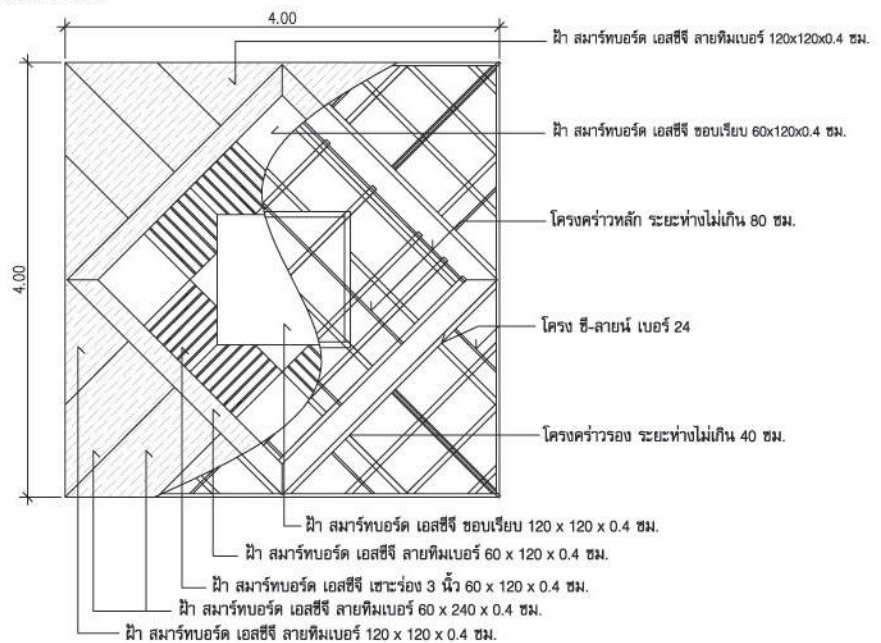 4.00
4.00
ฝ้า สมาร์ทบอร์ด เอสซีจี ลายทิมเบอร์ 120x120x0.4 ซม.
ฝ้า สมาร์ทบอร์ด เอสซีจี ขอบเรียบ 60x120x0.4 ซม.
โครงคร่าวหลัก ระยะห่างไม่เกิน 80 ซม.
โครง ซี-ลายน์ เบอร์ 24
โครงคร่าวรอง ระยะห่างไม่เกิน 40 ซม.
ฝ้า สมาร์ทบอร์ด เอสซีจี ขอบเรียบ 120 x 120 x 0.4 ซม.
ฝ้า สมาร์ทบอร์ด เอสซีจี ลายทิมเบอร์ 60 x 120 x 0.4 ซม.
ฝ้า สมาร์ทบอร์ด เอสซีจี เซาะร่อง 3 นิ้ว 60 x 120 x 0.4 ซม.
ฝ้า สมาร์ทบอร์ด เอสซีจี ลายทิมเบอร์ 60 x 240 x 0.4 ซม.
ฝ้า สมาร์ทบอร์ด เอสซีจี ลายทิมเบอร์ 120 x 120 x 0.4 ซม.